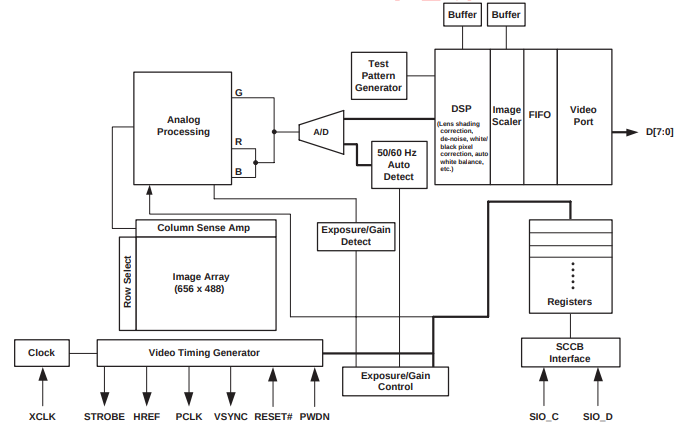 Buffer
Buffer
Test
Pattern
Generator
Analog
Processing
G
R
B
A/D
50/60 Hz
Auto
Detect
DSP
(Lens shading
correction,
de-noise, white/
black pixel
correction, auto
white balance,
etc.)
Image
Scaler
FIFO
Video
Port
D[7:0]
Column Sense Amp
Row Select
Image Array
(656 x 488)
Exposure/Gain
Detect
Registers
Clock
Video Timing Generator
Exposure/Gain
Control
SCCB
Interface
XCLK
STROBE
HREF
PCLK
VSYNC
RESET#
PWDN
SIO_C
SIO_D